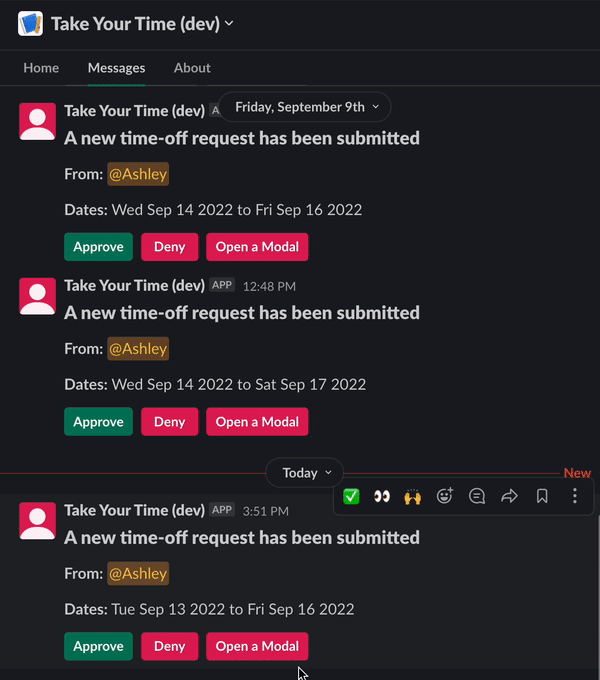 Take Your Time (dev)
Home Messages About
Friday, September 9th
Take Your Time (dev)
A new time-off request has been submitted
From: @Ashley
Dates: Wed Sep 14 2022 to Fri Sep 16 2022
Approve Deny Open a Modal
Take Your Time (dev) APP 12:48 PM
A new time-off request has been submitted
From: @Ashley
Dates: Wed Sep 14 2022 to Sat Sep 17 2022
Approve Deny Open a Modal
Today New
Take Your Time (dev) APP 3:51 PM
A new time-off request has been submitted
From: @Ashley
Dates: Tue Sep 13 2022 to Fri Sep 16 2022
Approve Deny Open a Modal